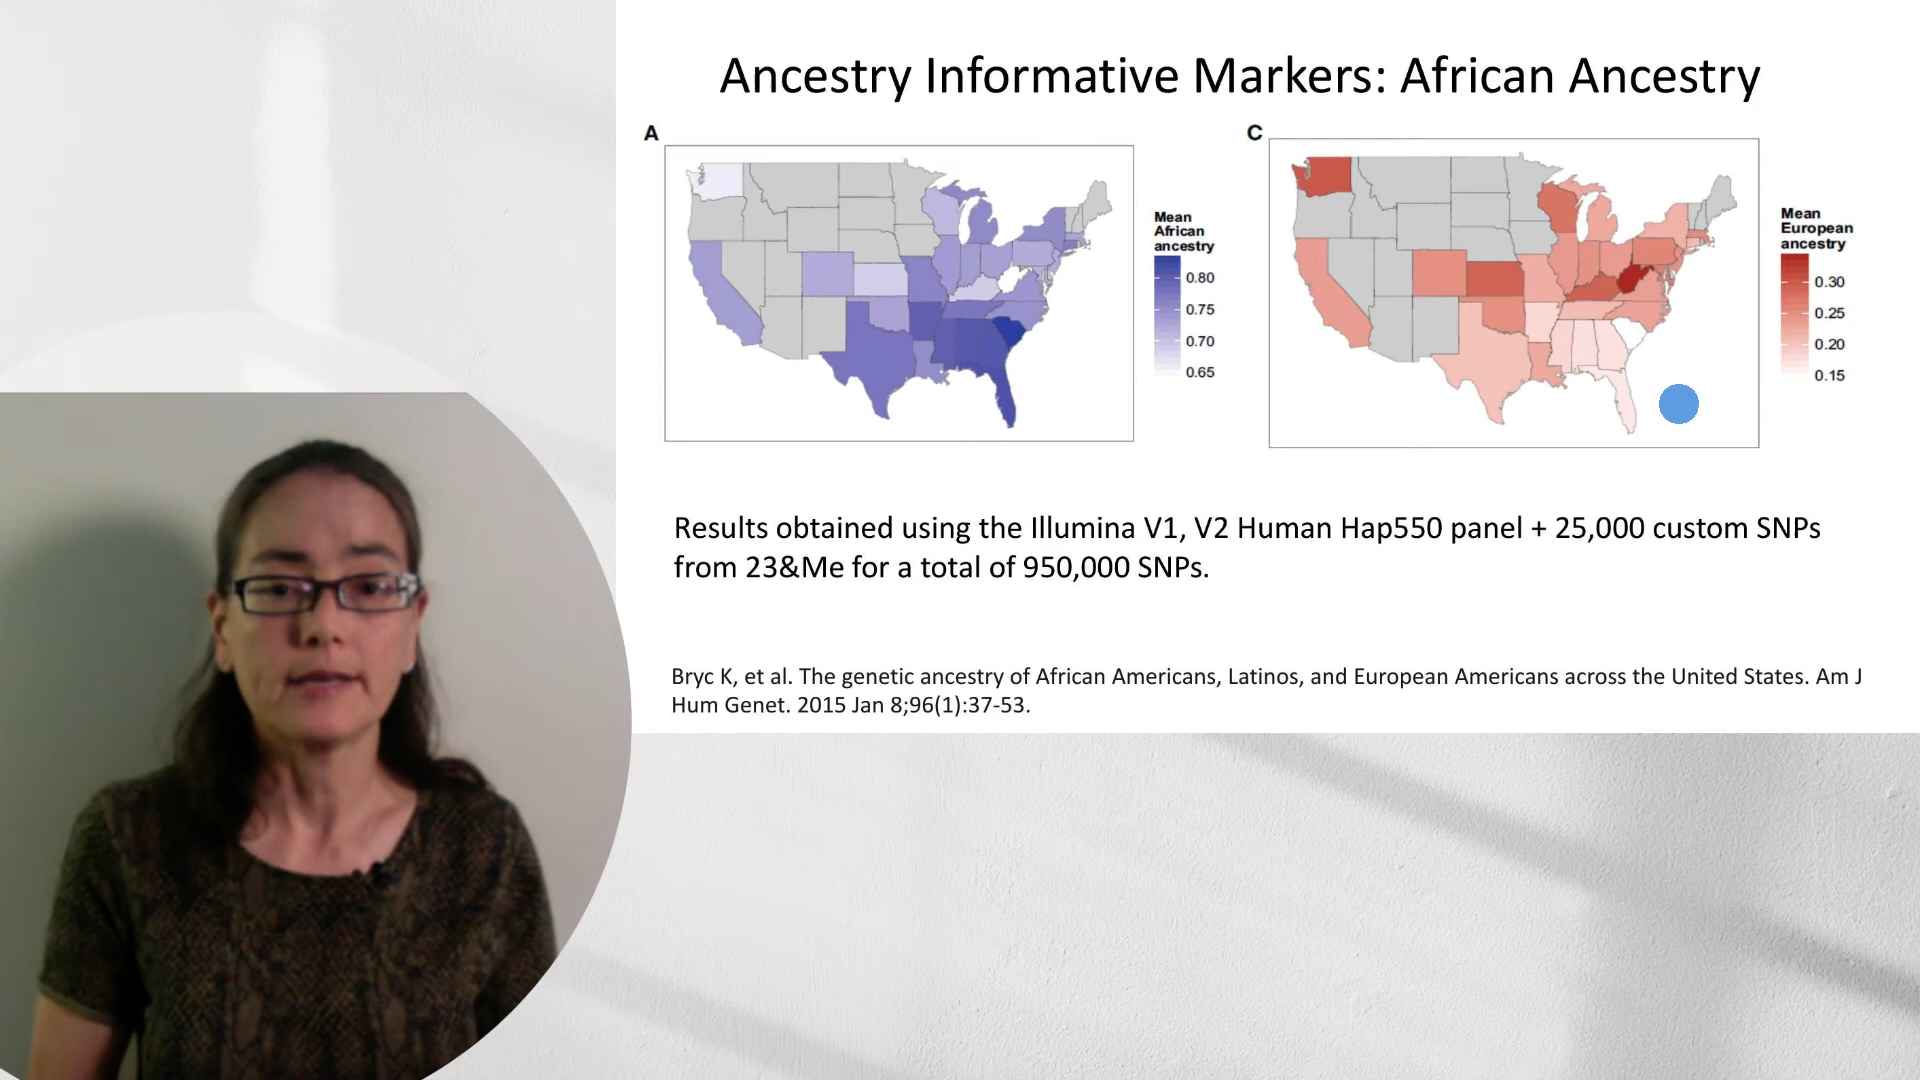 Ancestry Informative Markers: African Ancestry
A
Mean
African
ancestry
0.80
0.75
0.70
0.65
C
Mean
European
ancestry
0.30
0.25
0.20
0.15
Results obtained using the Illumina V1, V2 Human Hap550 panel + 25,000 custom SNPs
from 23&Me for a total of 950,000 SNPs.
Bryc K, et al. The genetic ancestry of African Americans, Latinos, and European Americans across the United States. Am J
Hum Genet. 2015 Jan 8;96(1):37-53.